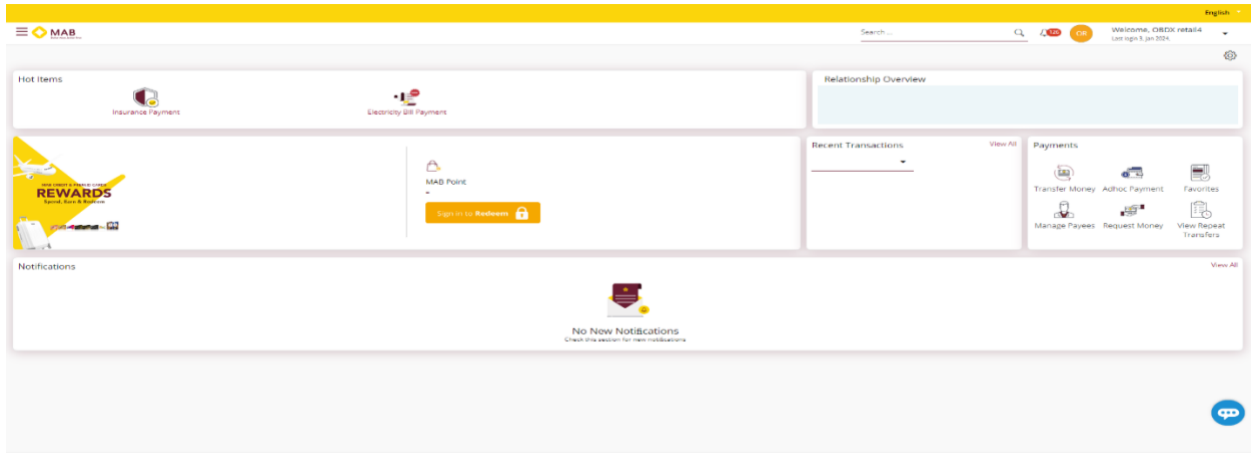 English
MAB
Search ...
125
OR
Welcome, OBDX retail4
Last login 5, Jan 2024,
Hot Items
Insurance Payment
Electricity Bill Payment
Relationship Overview
REWARDS
Spend, Earn & Redeem
MAB Point
-
Sign in to Redeem
Recent Transactions
View All
Payments
Transfer Money
Adhoc Payment
Favorites
Manage Payees
Request Money
View Repeat
Transfers
Notifications
View All
No New Notifications
Check this section for new notifications